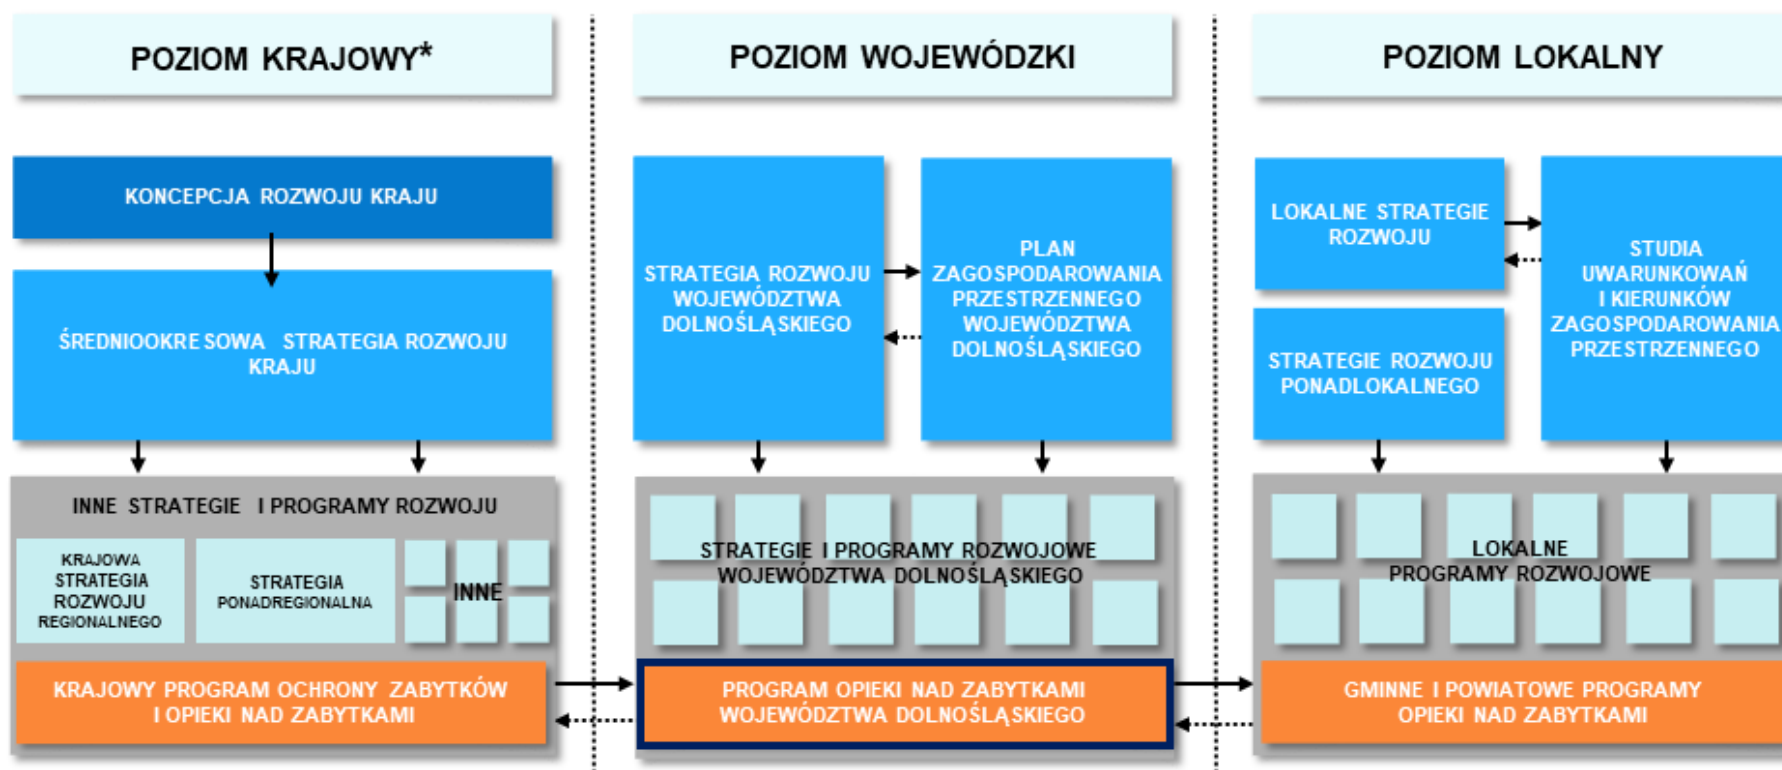 POZIOM KRAJOWY*
KONCEPCJA ROZWOJU KRAJU
ŚREDNIOOKRESOWA STRATEGIA ROZWOJU
KRAJU
INNE STRATEGIE I PROGRAMY ROZWOJU
KRAJOWA
STRATEGIA
ROZWOJU
REGIONALNEGO
STRATEGIA
PONADREGIONALNA
INNE
KRAJOWY PROGRAM OCHRONY ZABYTKÓW
I OPIEKI NAD ZABYTKAMI
POZIOM WOJEWÓDZKI
STRATEGIA ROZWOJU
WOJEWÓDZTWA
DOLNOŚLĄSKIEGO
PLAN
ZAGOSPODAROWANIA
PRZESTRZENNEGO
WOJEWÓDZTWA
DOLNOŚLĄSKIEGO
STRATEGIE I PROGRAMY ROZWOJOWE
WOJEWÓDZTWA DOLNOŚLĄSKIEGO
PROGRAM OPIEKI NAD ZABYTKAMI
WOJEWÓDZTWA DOLNOŚLĄSKIEGO
POZIOM LOKALNY
LOKALNE STRATEGIE
ROZWOJU
STRATEGIE ROZWOJU
PONADLOKALNEGO
STUDIA
UWARUNKOWAŃ
I KIERUNKÓW
ZAGOSPODAROWANIA
PRZESTRZENNEGO
LOKALNE
PROGRAMY ROZWOJOWE
GMINNE I POWIATOWE PROGRAMY
OPIEKI NAD ZABYTKAMI